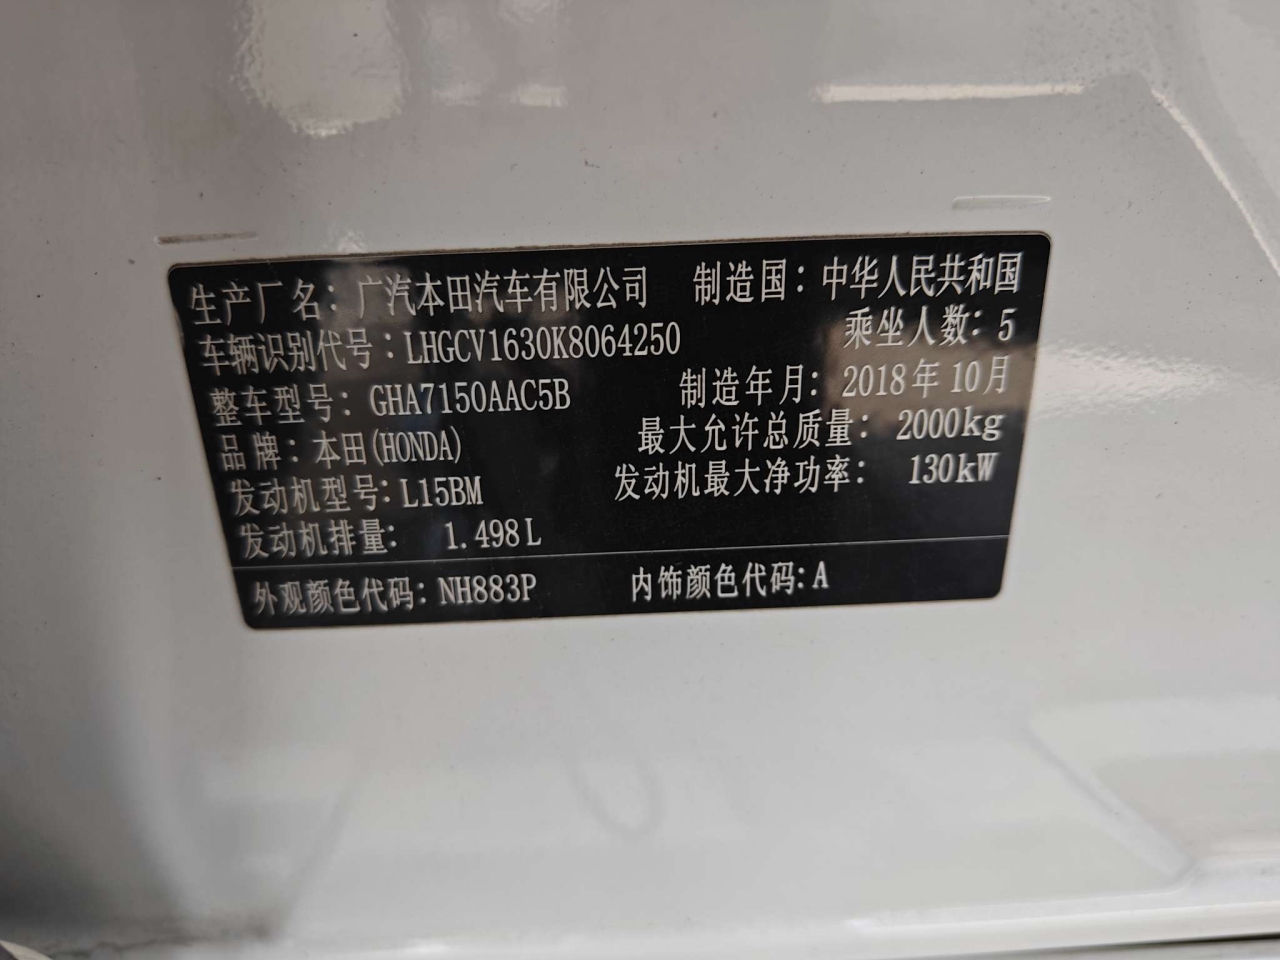 生产厂名：广汽本田汽车有限公司 制造国：中华人民共和国
车辆识别代号：LHGCV1630K8064250 乘坐人数：5
整车型号：GHA7150AAC5B 制造年月：2018年10月
品牌：本田(HONDA) 最大允许总质量：2000kg
发动机型号：L15BM 发动机最大净功率：130kW
发动机排量：1.498L
外观颜色代码：NH883P 内饰颜色代码：A